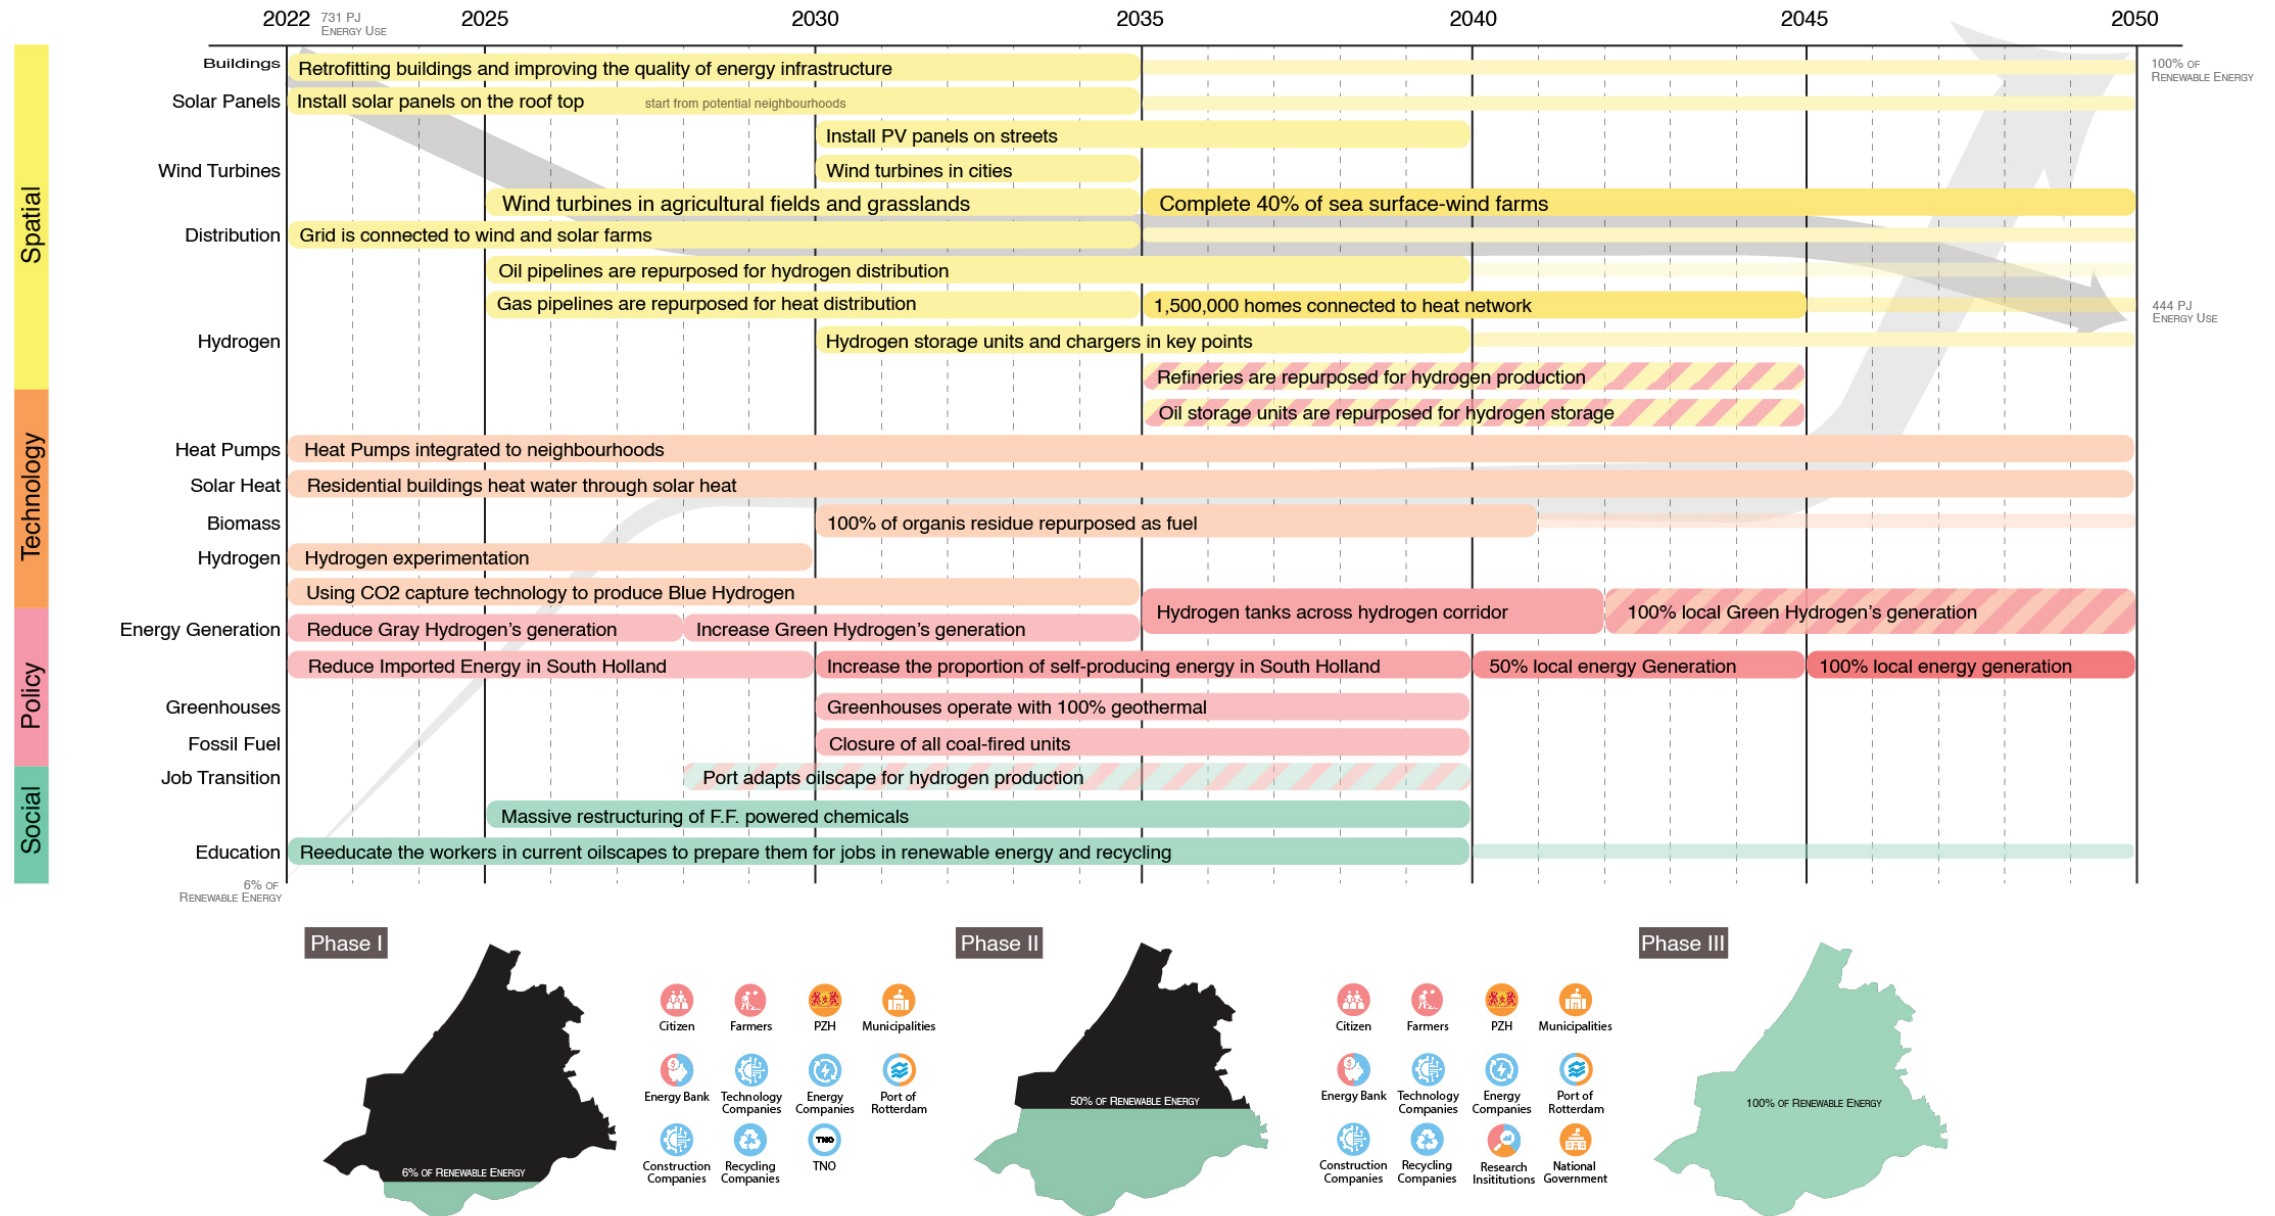 2022 731 PJ ENERGY USE 2025 2030 2035 2040 2045 2050
Spatial
Buildings
Retrofitting buildings and improving the quality of energy infrastructure
100% OF RENEWABLE ENERGY
Solar Panels
Install solar panels on the roof top
start from potential neighbourhoods
Install PV panels on streets
Wind Turbines
Wind turbines in cities
Wind turbines in agricultural fields and grasslands
Complete 40% of sea surface-wind farms
Distribution
Grid is connected to wind and solar farms
Oil pipelines are repurposed for hydrogen distribution
Gas pipelines are repurposed for heat distribution
1,500,000 homes connected to heat network
444 PJ ENERGY USE
Hydrogen
Hydrogen storage units and chargers in key points
Refineries are repurposed for hydrogen production
Oil storage units are repurposed for hydrogen storage
Technology
Heat Pumps
Heat Pumps integrated to neighbourhoods
Solar Heat
Residential buildings heat water through solar heat
Biomass
100% of organis residue repurposed as fuel
Hydrogen
Hydrogen experimentation
Using CO2 capture technology to produce Blue Hydrogen
Hydrogen tanks across hydrogen corridor
100% local Green Hydrogen's generation
Policy
Energy Generation
Reduce Gray Hydrogen's generation
Increase Green Hydrogen's generation
Reduce Imported Energy in South Holland
Increase the proportion of self-producing energy in South Holland
50% local energy Generation
100% local energy generation
Greenhouses
Greenhouses operate with 100% geothermal
Fossil Fuel
Closure of all coal-fired units
Social
Job Transition
Port adapts oilscape for hydrogen production
Massive restructuring of F.F. powered chemicals
Education
Reeducate the workers in current oilscapes to prepare them for jobs in renewable energy and recycling
6% OF
RENEWABLE ENERGY
Phase I
6% OF RENEWABLE ENERGY
Citizen
Farmers
PZH
Municipalities
Energy Bank
Technology
Companies
Energy
Companies
Port of
Rotterdam
Construction
Companies
Recycling
Companies
TNO
TNO
Phase II
50% OF RENEWABLE ENERGY
Citizen
Farmers
PZH
Municipalities
Energy Bank
Technology
Companies
Energy
Companies
Port of
Rotterdam
Construction
Companies
Recycling
Companies
Research
Insititutions
National
Government
Phase III
100% OF RENEWABLE ENERGY